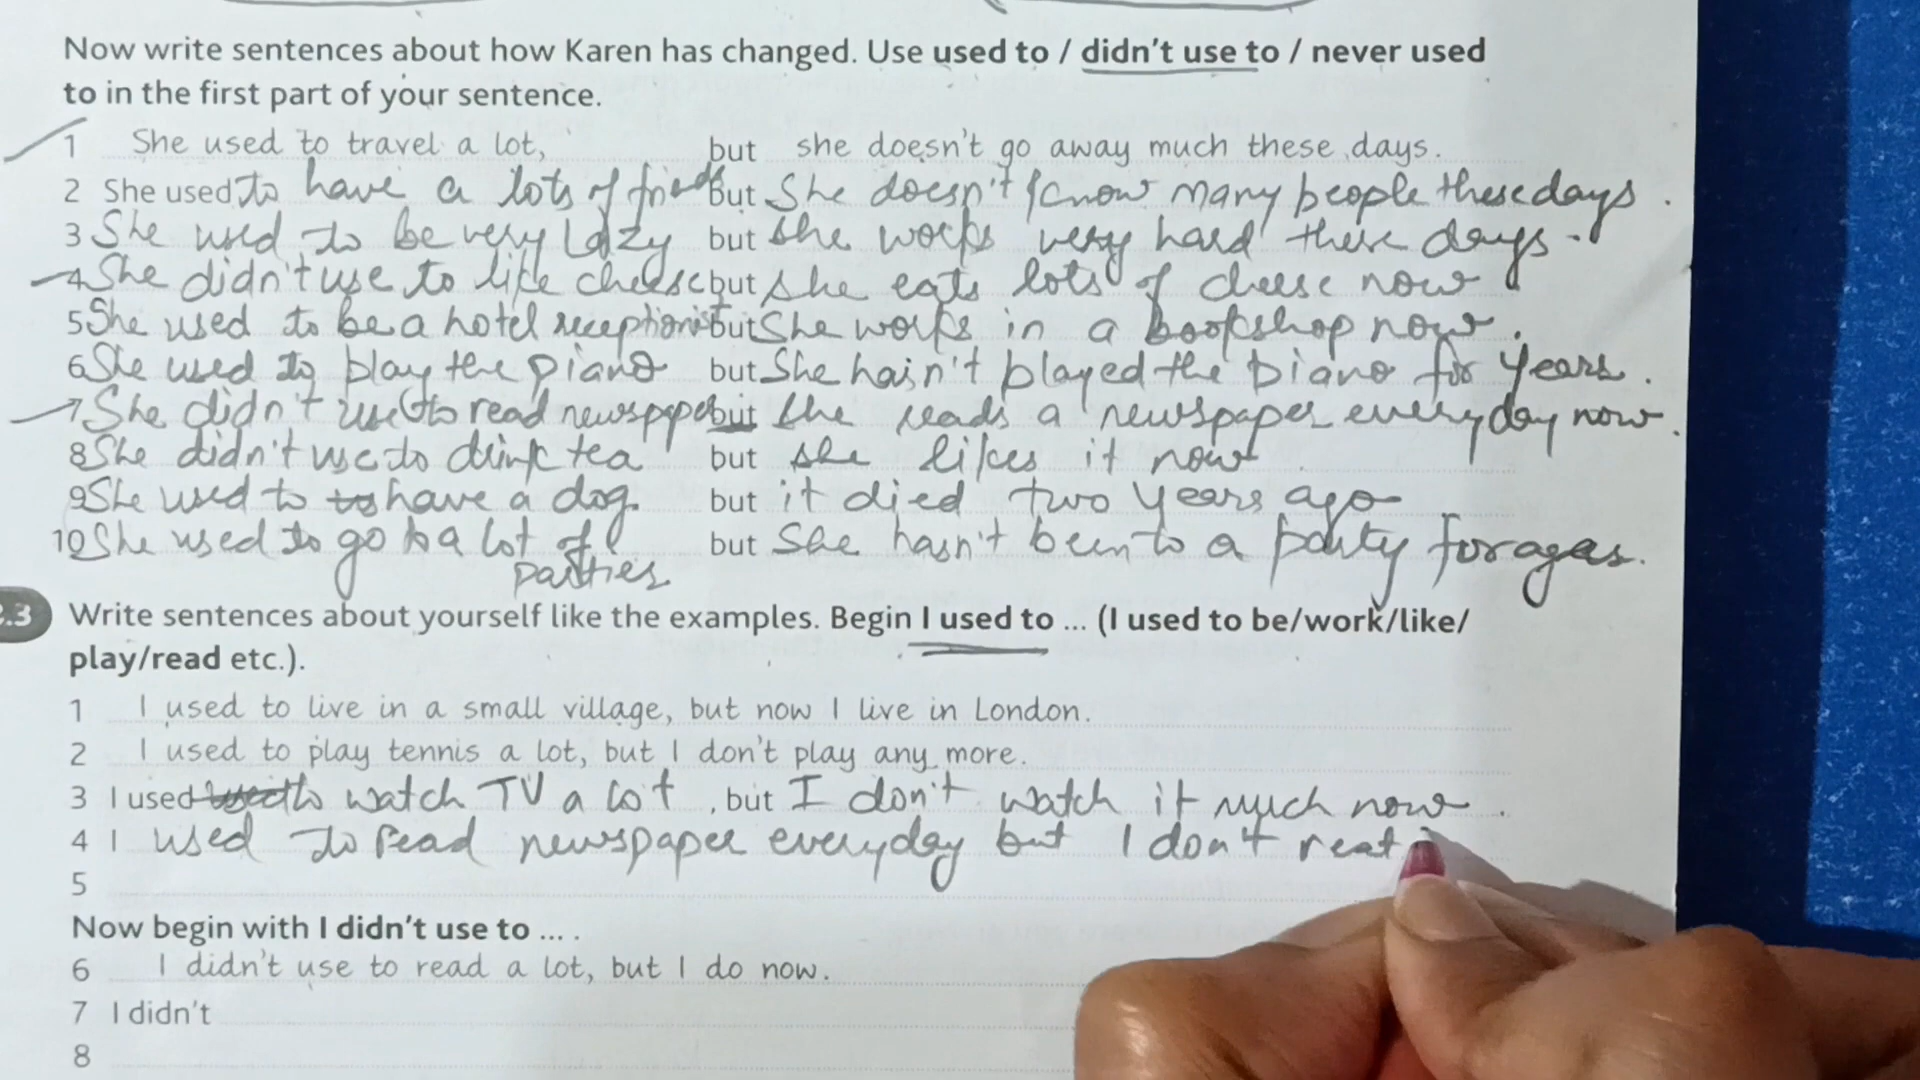 Now write sentences about how Karen has changed. Use used to / didn't use to / never used
to in the first part of your sentence.
1 She used to travel a lot, but she doesn't go away much these days.
2 She used to have a lots of friends but She doesn't know many people these days.
3 She used to be very Lazy but She works very hard these days.
4 She didn't use to like cheese but she eats lots of cheese now
5 She used to be a hotel receptionist but She works in a bookshop now.
6 She used to play the piano but She hasn't played the piano for years.
7 She didn't use to read newspaper but she reads a newspaper everyday now.
8 She didn't use to drink tea but she likes it now
9 She used to to have a dog. but it died two years ago
10 She used to go to a lot of but She hasn't been to a party for ages.
parties
.3 Write sentences about yourself like the examples. Begin I used to ... (I used to be/work/like/
play/read etc.).
1 I used to live in a small village, but now I live in London.
2 I used to play tennis a lot, but I don't play any more.
3 I used to watch TV a lot , but I don't watch it much now .
4 I used to read newspaper everyday but I don't reat
5
Now begin with I didn't use to ... .
6 I didn't use to read a lot, but I do now.
7 I didn't
8